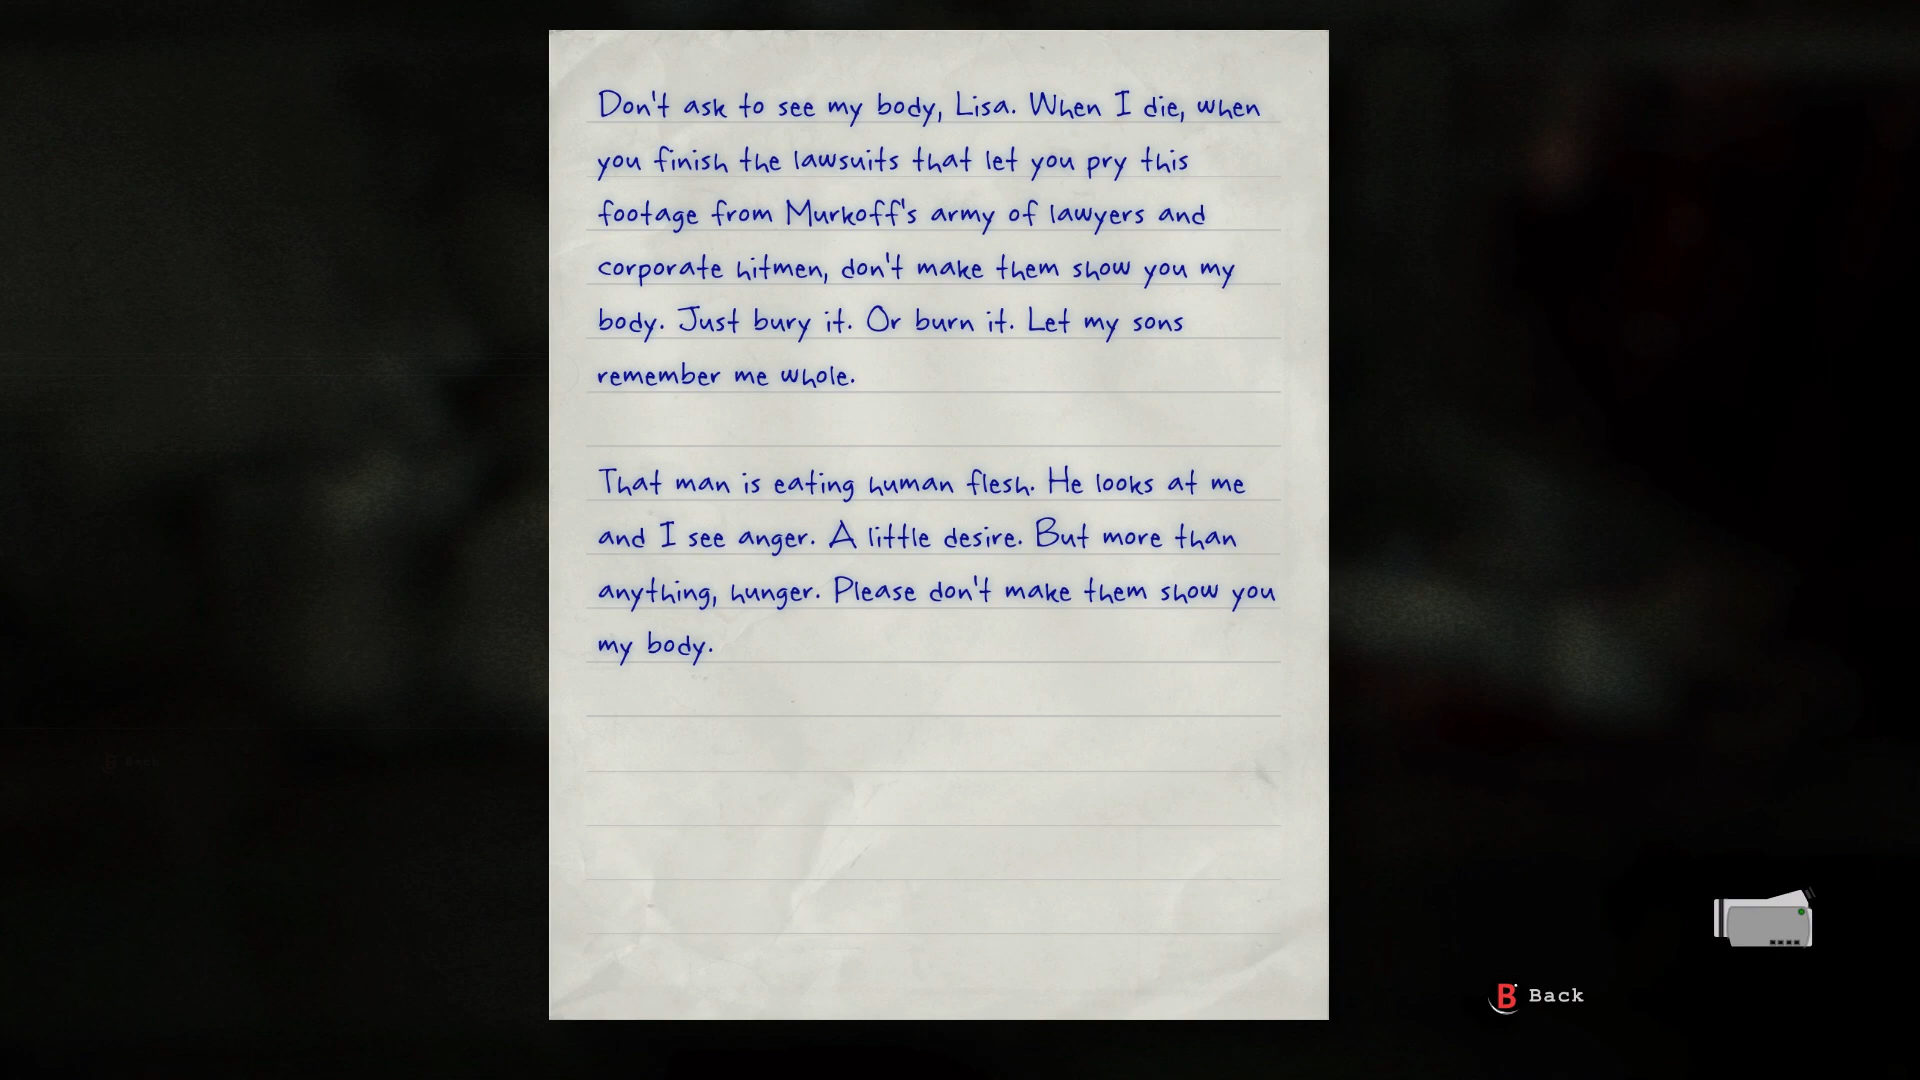 Don't ask to see my body, Lisa. When I die, when
you finish the lawsuits that let you pry this
footage from Murkoff's army of lawyers and
corporate hitmen, don't make them show you my
body. Just bury it. Or burn it. Let my sons
remember me whole.
That man is eating human flesh. He looks at me
and I see anger. A little desire. But more than
anything, hunger. Please don't make them show you
my body.
B Back
B Back